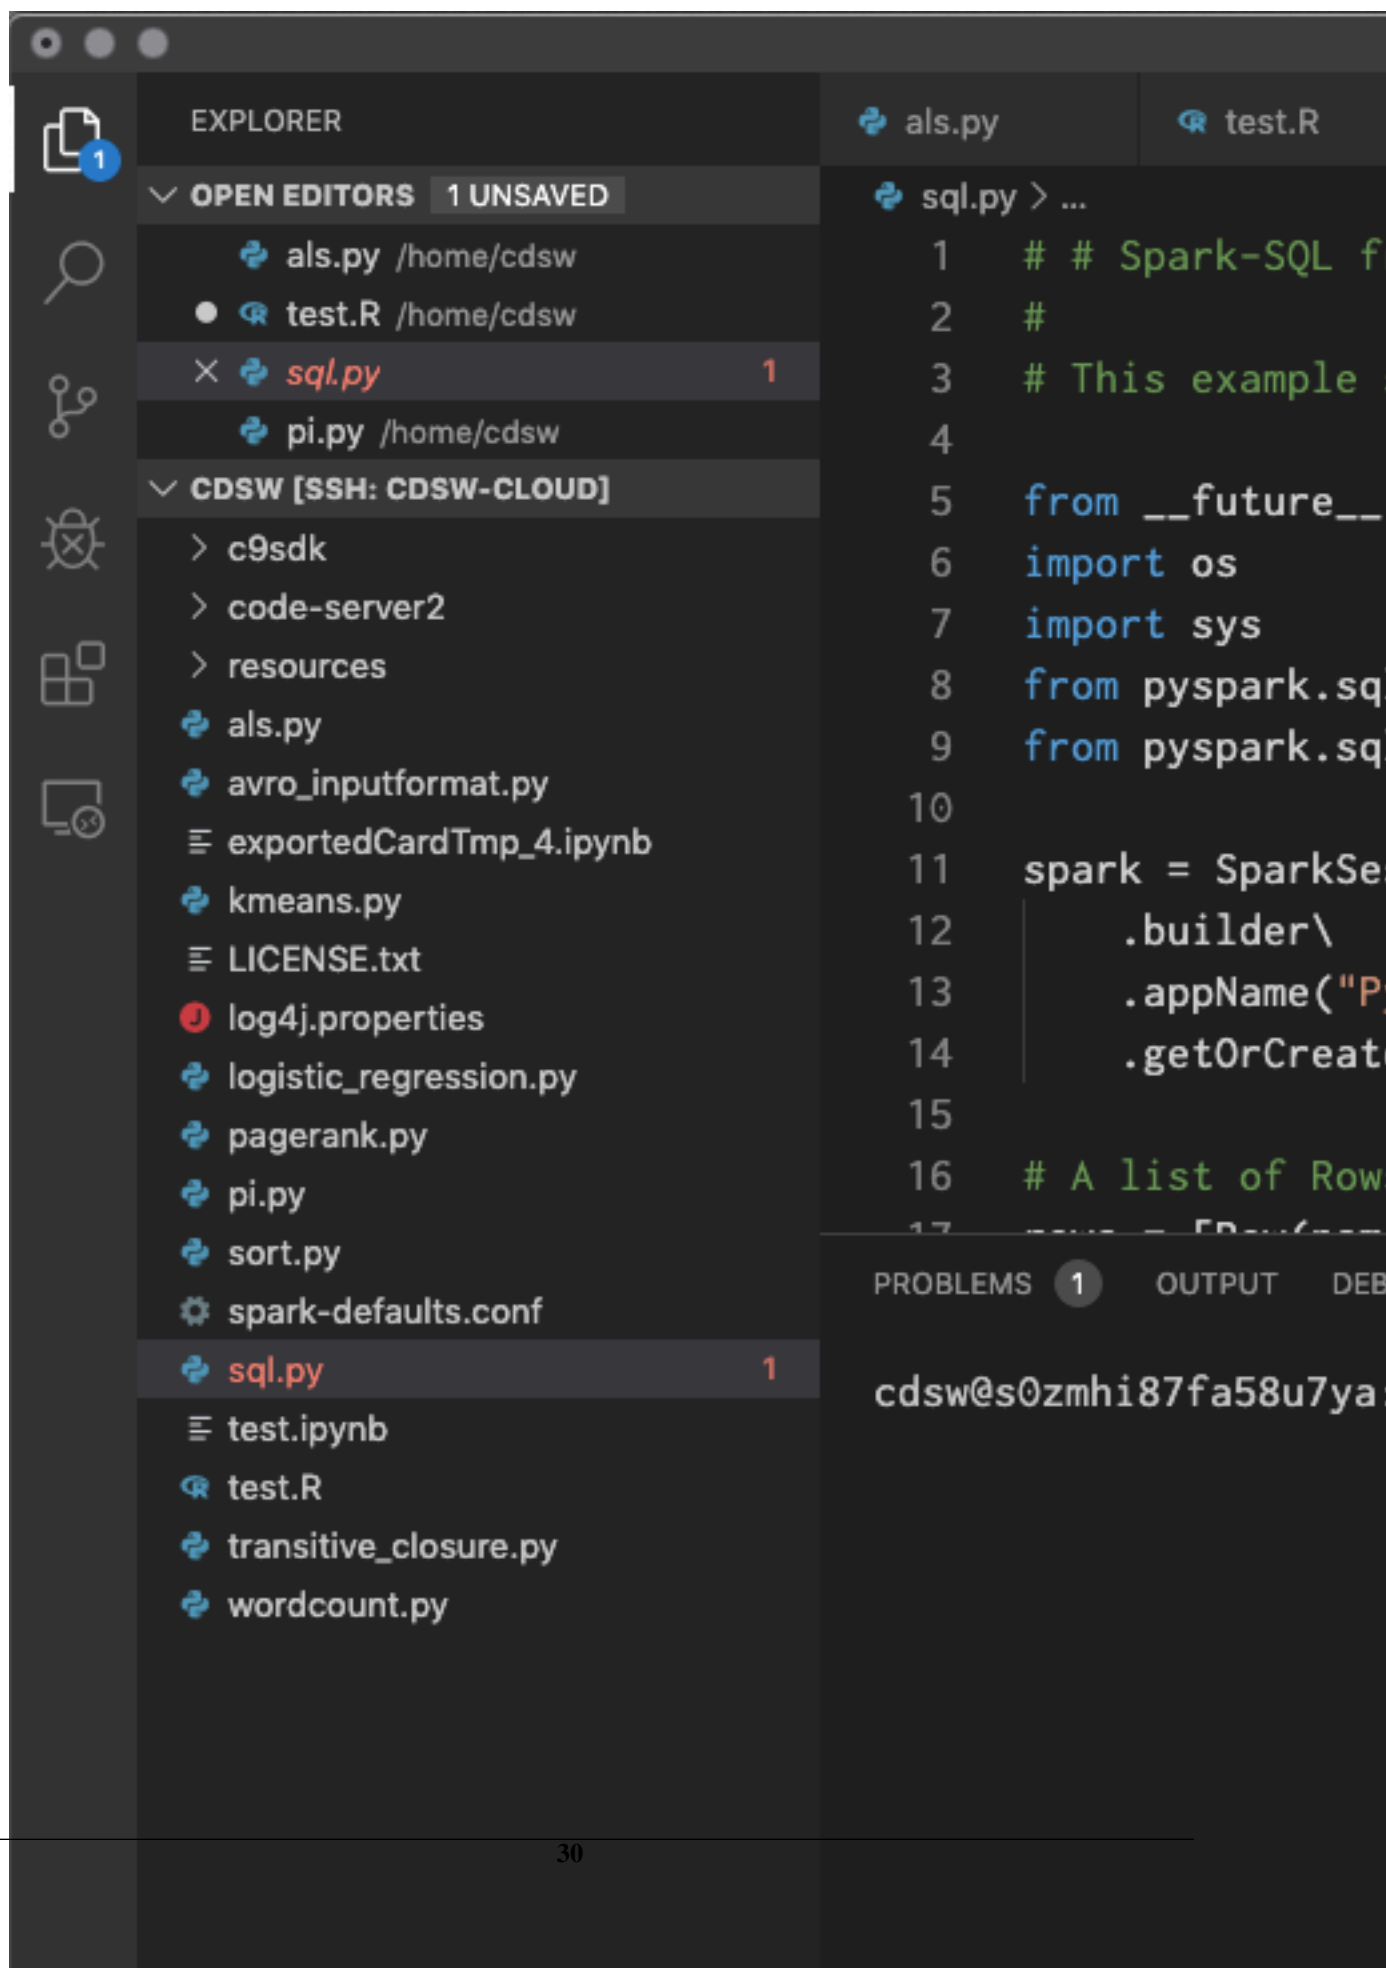 EXPLORER
OPEN EDITORS 1 UNSAVED
als.py /home/cdsw
test.R /home/cdsw
sql.py 1
pi.py /home/cdsw
CDSW [SSH: CDSW-CLOUD]
c9sdk
code-server2
resources
als.py
avro_inputformat.py
exportedCardTmp_4.ipynb
kmeans.py
LICENSE.txt
log4j.properties
logistic_regression.py
pagerank.py
pi.py
sort.py
spark-defaults.conf
sql.py 1
test.ipynb
test.R
transitive_closure.py
wordcount.py
1
als.py test.R
sql.py > ...
1 # # Spark-SQL
2 #
3 # This example
4
5 from __future__
6 import os
7 import sys
8 from pyspark.sq
9 from pyspark.sq
10
11 spark = SparkSe
12 .builder\
13 .appName("P
14 .getOrCreat
15
16 # A list of Row
17
PROBLEMS 1 OUTPUT DEB
cdsw@s0zmhi87fa58u7ya
30